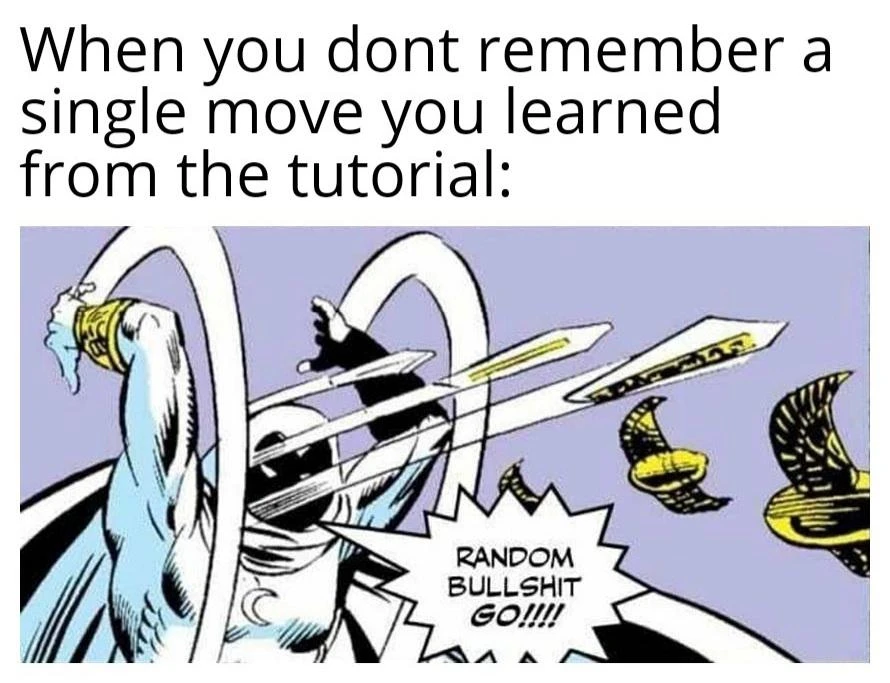 When you dont remember a
single move you learned
from the tutorial:
RANDOM
BULLSHIT
GO!!!!